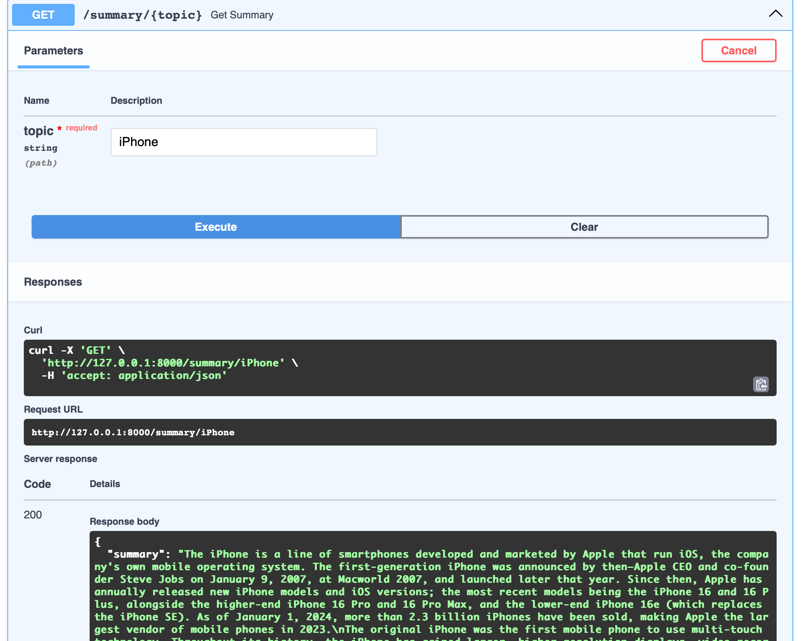 GET /summary/{topic} Get Summary
Parameters
Cancel
Name Description
topic * required
string
(path)
iPhone
Execute Clear
Responses
Curl
curl -X 'GET' \
'http://127.0.0.1:8000/summary/iPhone' \
-H 'accept: application/json'
Request URL
http://127.0.0.1:8000/summary/iPhone
Server response
Code Details
200
Response body
{
"summary": "The iPhone is a line of smartphones developed and marketed by Apple that run iOS, the compa
ny's own mobile operating system. The first-generation iPhone was announced by then–Apple CEO and co-foun
der Steve Jobs on January 9, 2007, at Macworld 2007, and launched later that year. Since then, Apple has
annually released new iPhone models and iOS versions; the most recent models being the iPhone 16 and 16 P
lus, alongside the higher-end iPhone 16 Pro and 16 Pro Max, and the lower-end iPhone 16e (which replaces
the iPhone SE). As of January 1, 2024, more than 2.3 billion iPhones have been sold, making Apple the lar
gest vendor of mobile phones in 2023.\nThe original iPhone was the first mobile phone to use multi-touch